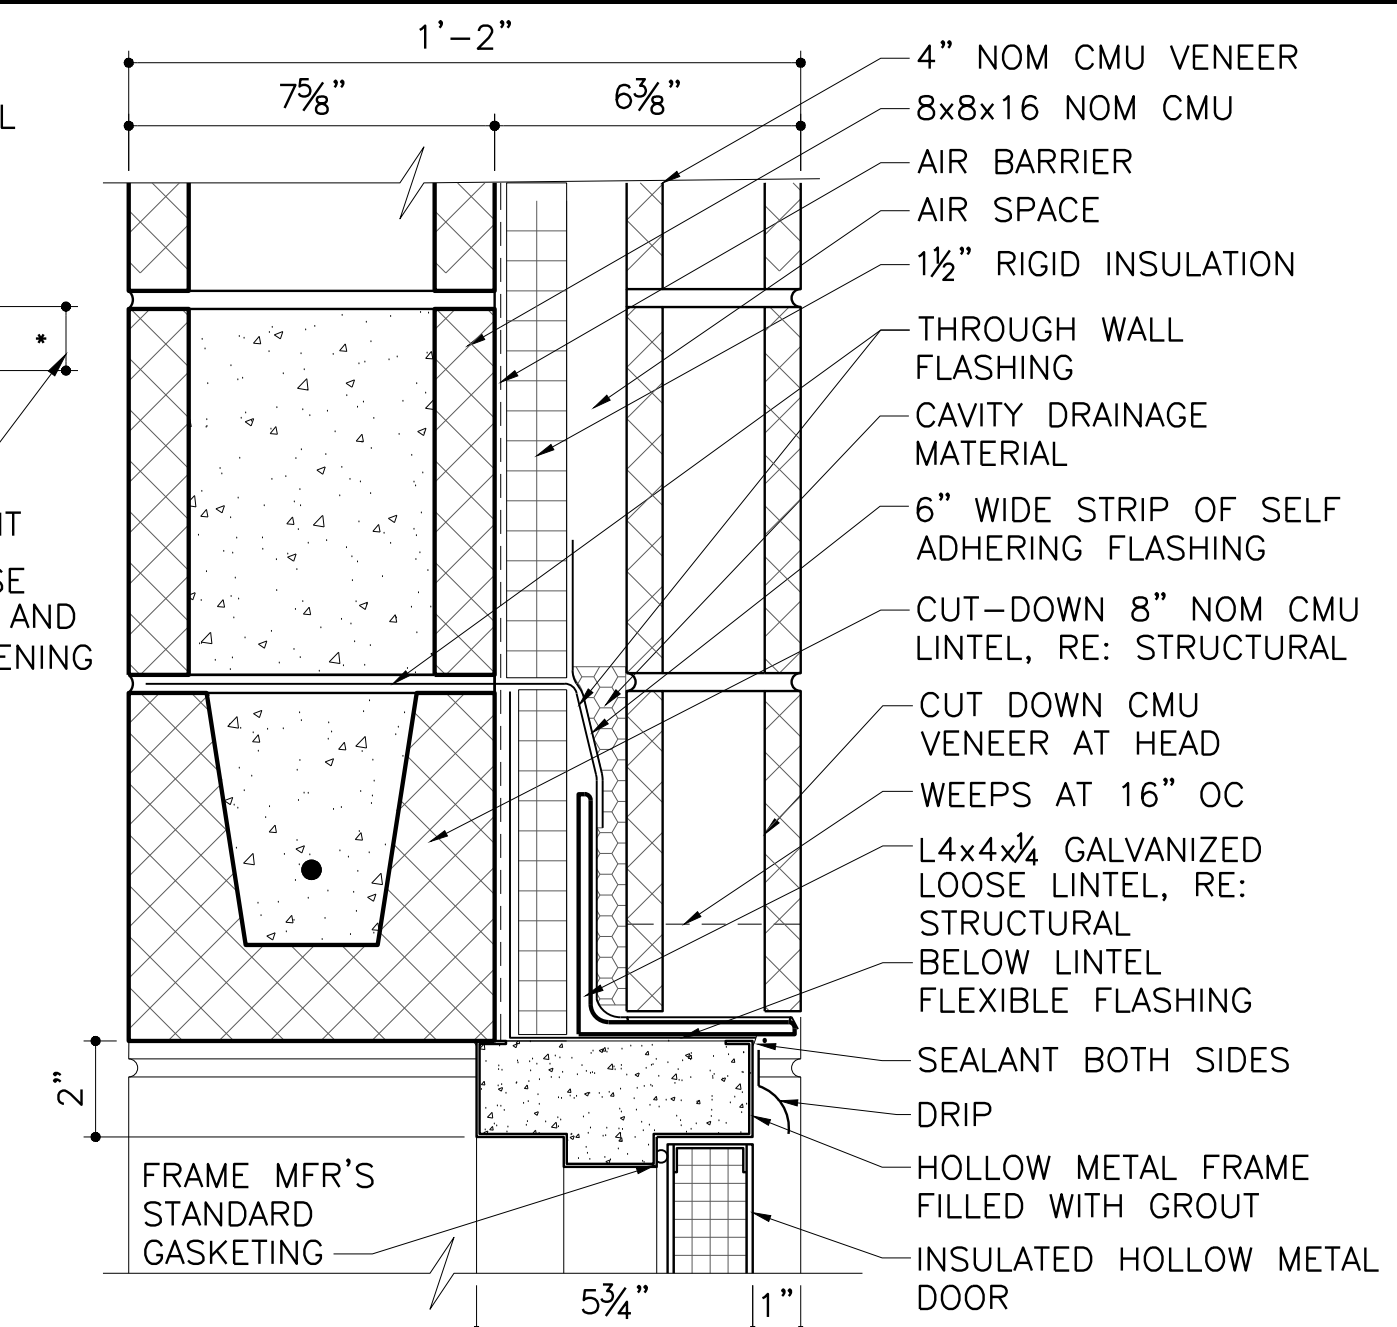 1'-2"
7⅝"
6⅜"
L
*
IT
SE
AND
ENING
4" NOM CMU VENEER
8x8x16 NOM CMU
AIR BARRIER
AIR SPACE
1½" RIGID INSULATION
THROUGH WALL
FLASHING
CAVITY DRAINAGE
MATERIAL
6" WIDE STRIP OF SELF
ADHERING FLASHING
CUT-DOWN 8" NOM CMU
LINTEL, RE: STRUCTURAL
CUT DOWN CMU
VENEER AT HEAD
WEEPS AT 16" OC
L4x4x¼ GALVANIZED
LOOSE LINTEL, RE:
STRUCTURAL
BELOW LINTEL
FLEXIBLE FLASHING
SEALANT BOTH SIDES
DRIP
HOLLOW METAL FRAME
FILLED WITH GROUT
INSULATED HOLLOW METAL
DOOR
2"
FRAME MFR'S
STANDARD
GASKETING
5¾"
1"